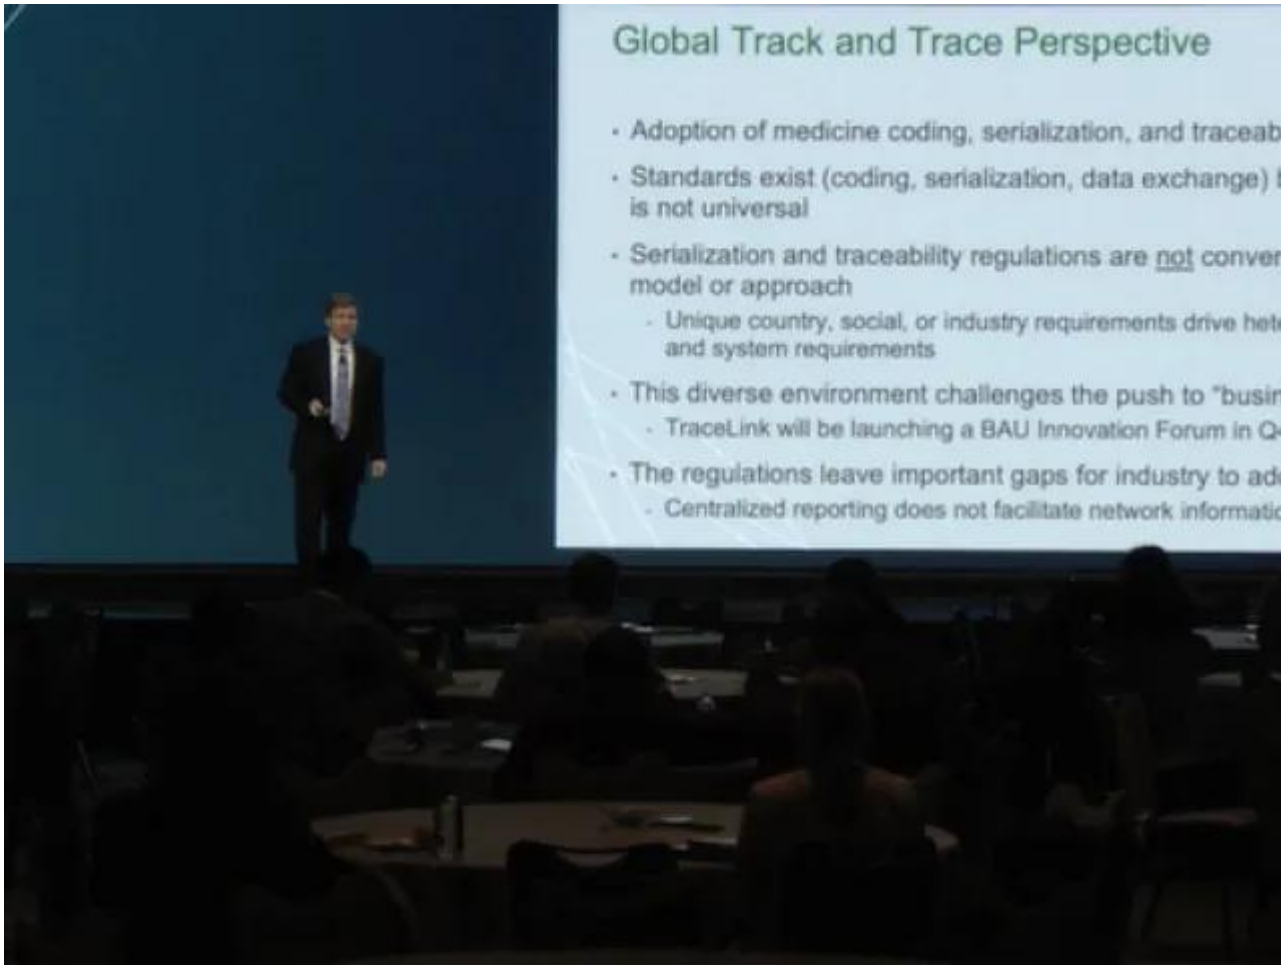 Global Track and Trace Perspective
• Adoption of medicine coding, serialization, and traceab
• Standards exist (coding, serialization, data exchange)
is not universal
• Serialization and traceability regulations are not conver
model or approach
- Unique country, social, or industry requirements drive hete
and system requirements
• This diverse environment challenges the push to "busin
- TraceLink will be launching a BAU Innovation Forum in Q
• The regulations leave important gaps for industry to add
- Centralized reporting does not facilitate network informatio